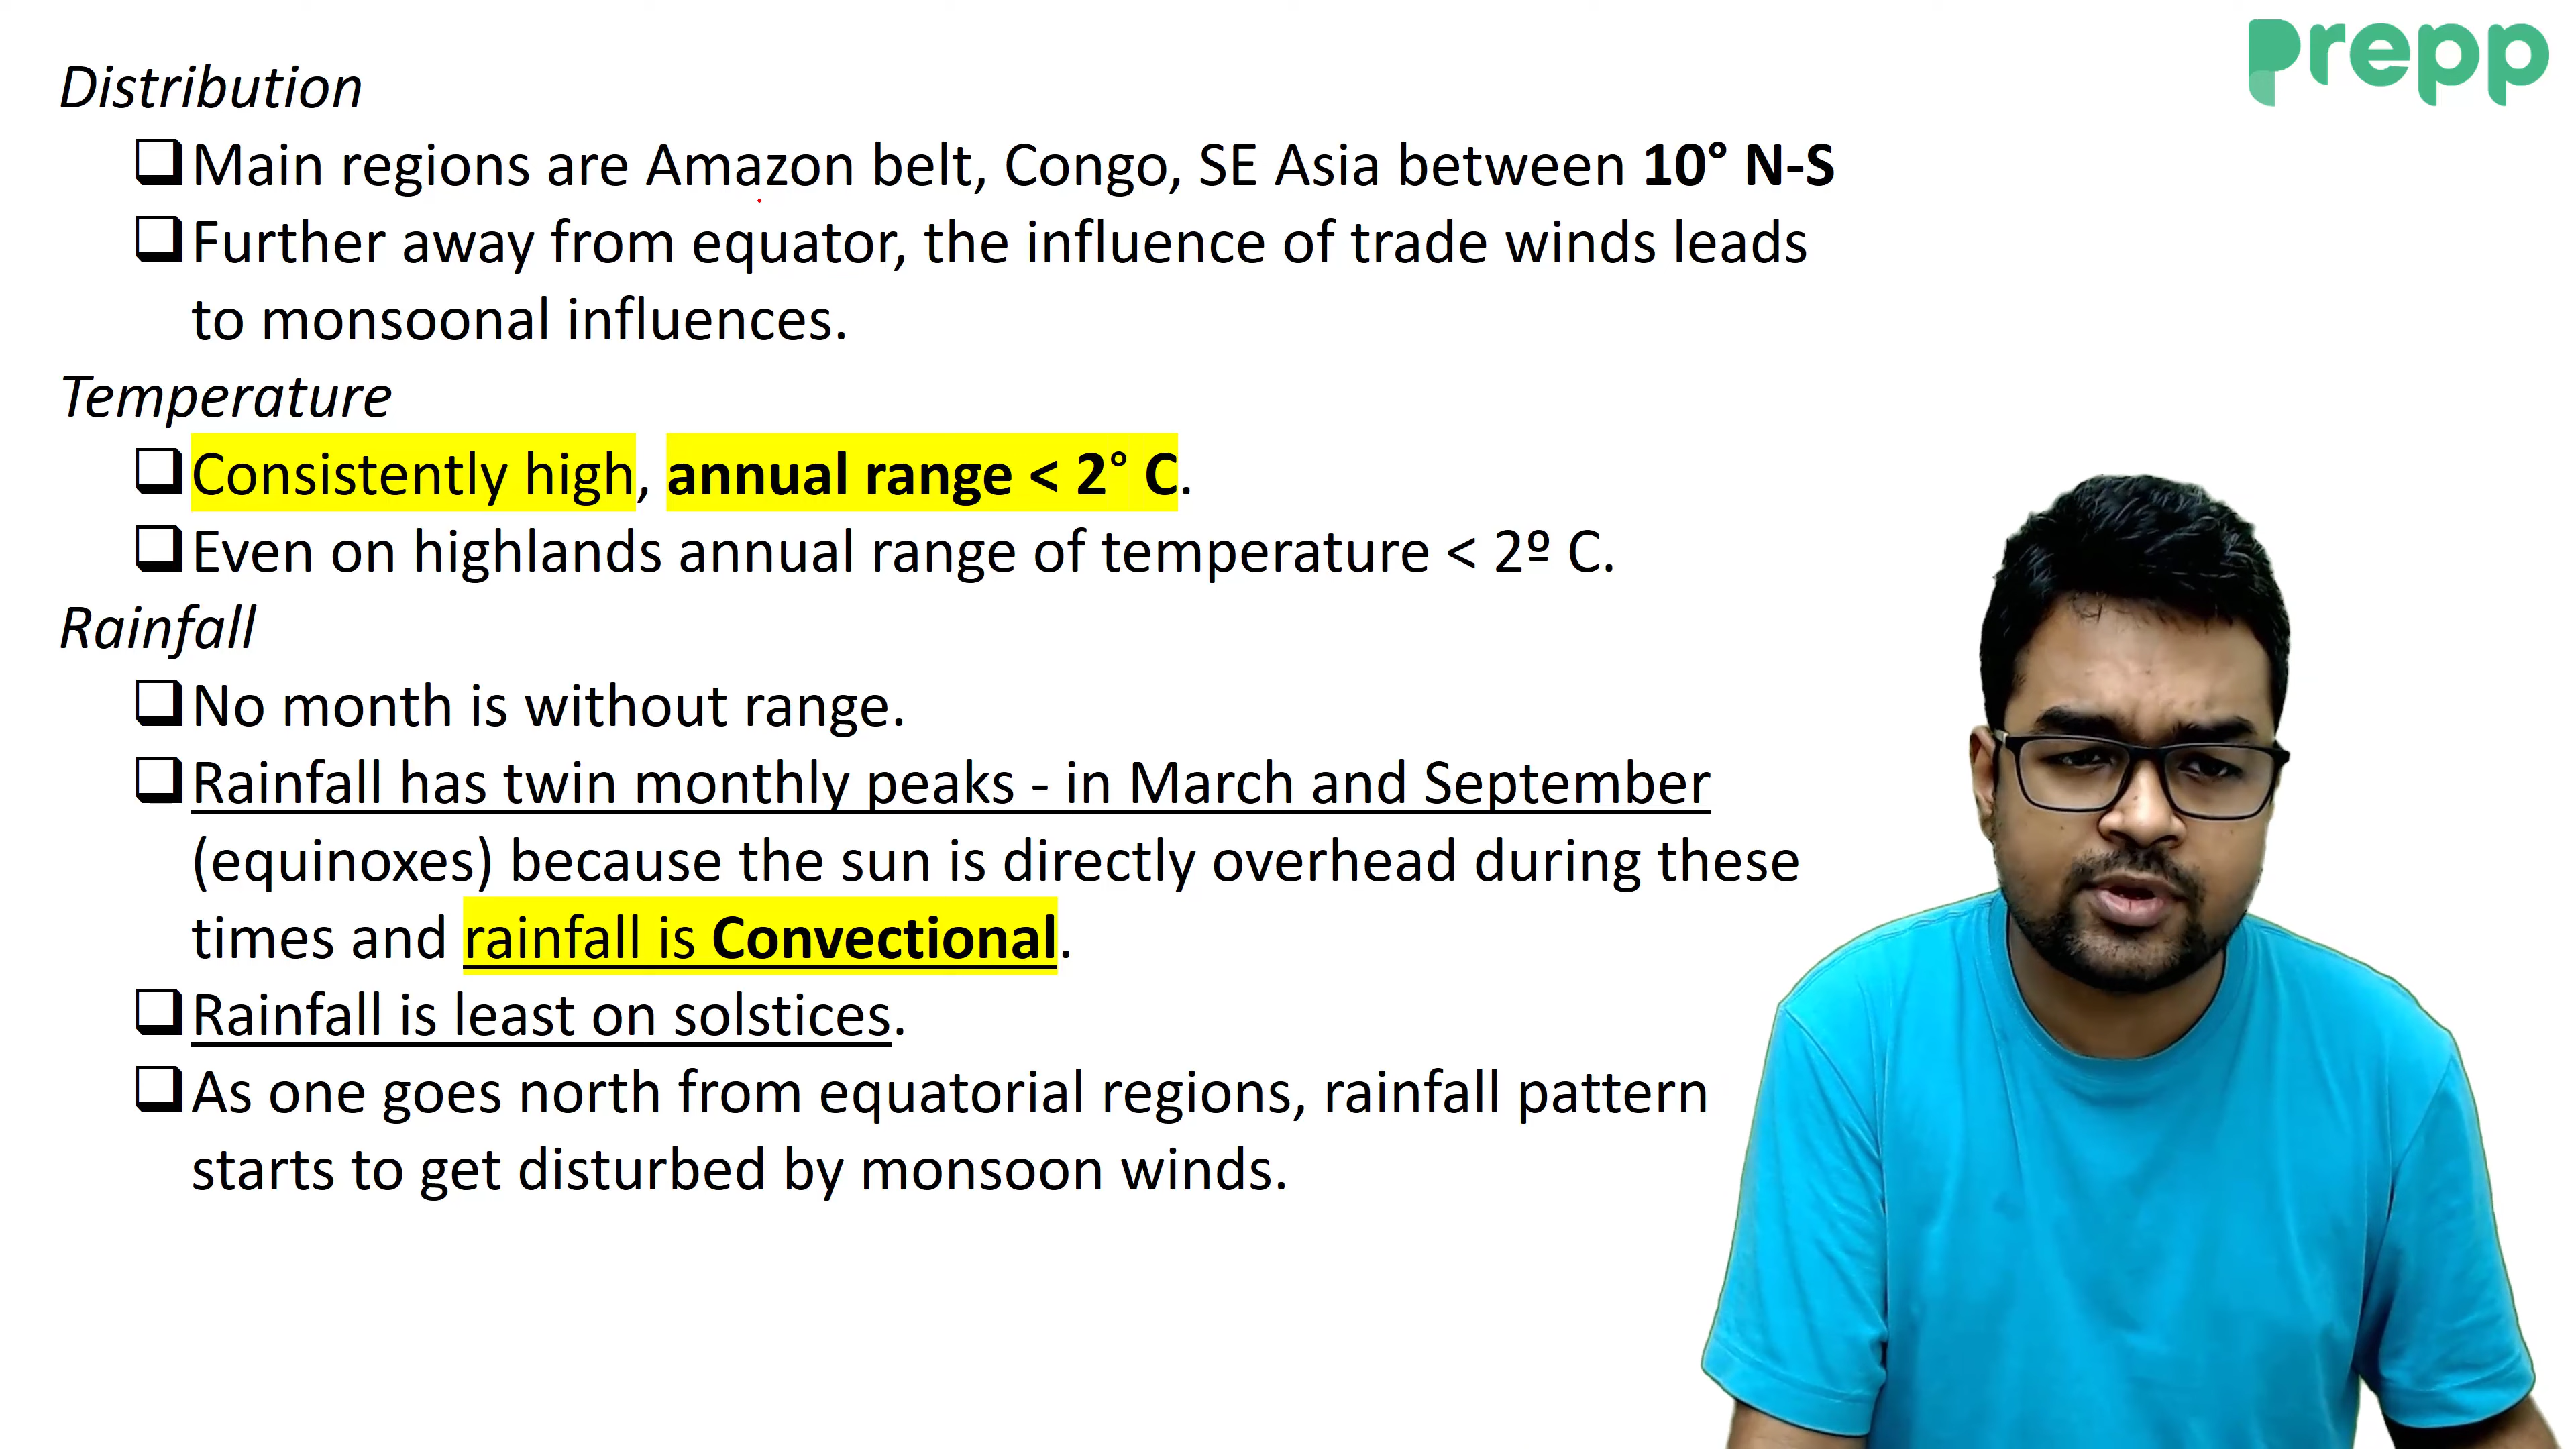 prepp
Distribution
Main regions are Amazon belt, Congo, SE Asia between 10° N-S
Further away from equator, the influence of trade winds leads
to monsoonal influences.
Temperature
Consistently high, annual range < 2° C.
Even on highlands annual range of temperature < 2º C.
Rainfall
No month is without range.
Rainfall has twin monthly peaks - in March and September
(equinoxes) because the sun is directly overhead during these
times and rainfall is Convectional.
Rainfall is least on solstices.
As one goes north from equatorial regions, rainfall pattern
starts to get disturbed by monsoon winds.